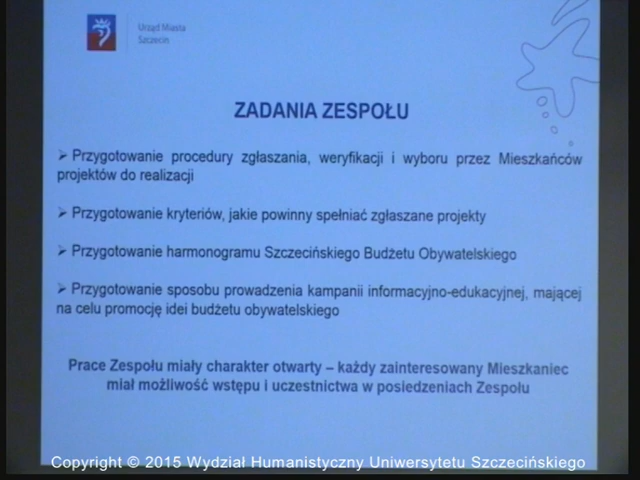 Urząd Miasta
Szczecin
ZADANIA ZESPOŁU
➢ Przygotowanie procedury zgłaszania, weryfikacji i wyboru przez Mieszkańców
projektów do realizacji
➢ Przygotowanie kryteriów, jakie powinny spełniać zgłaszane projekty
➢ Przygotowanie harmonogramu Szczecińskiego Budżetu Obywatelskiego
➢ Przygotowanie sposobu prowadzenia kampanii informacyjno-edukacyjnej, mającej
na celu promocję idei budżetu obywatelskiego
Prace Zespołu miały charakter otwarty – każdy zainteresowany Mieszkaniec
miał możliwość wstępu i uczestnictwa w posiedzeniach Zespołu
Copyright © 2015 Wydział Humanistyczny Uniwersytetu Szczecińskiego